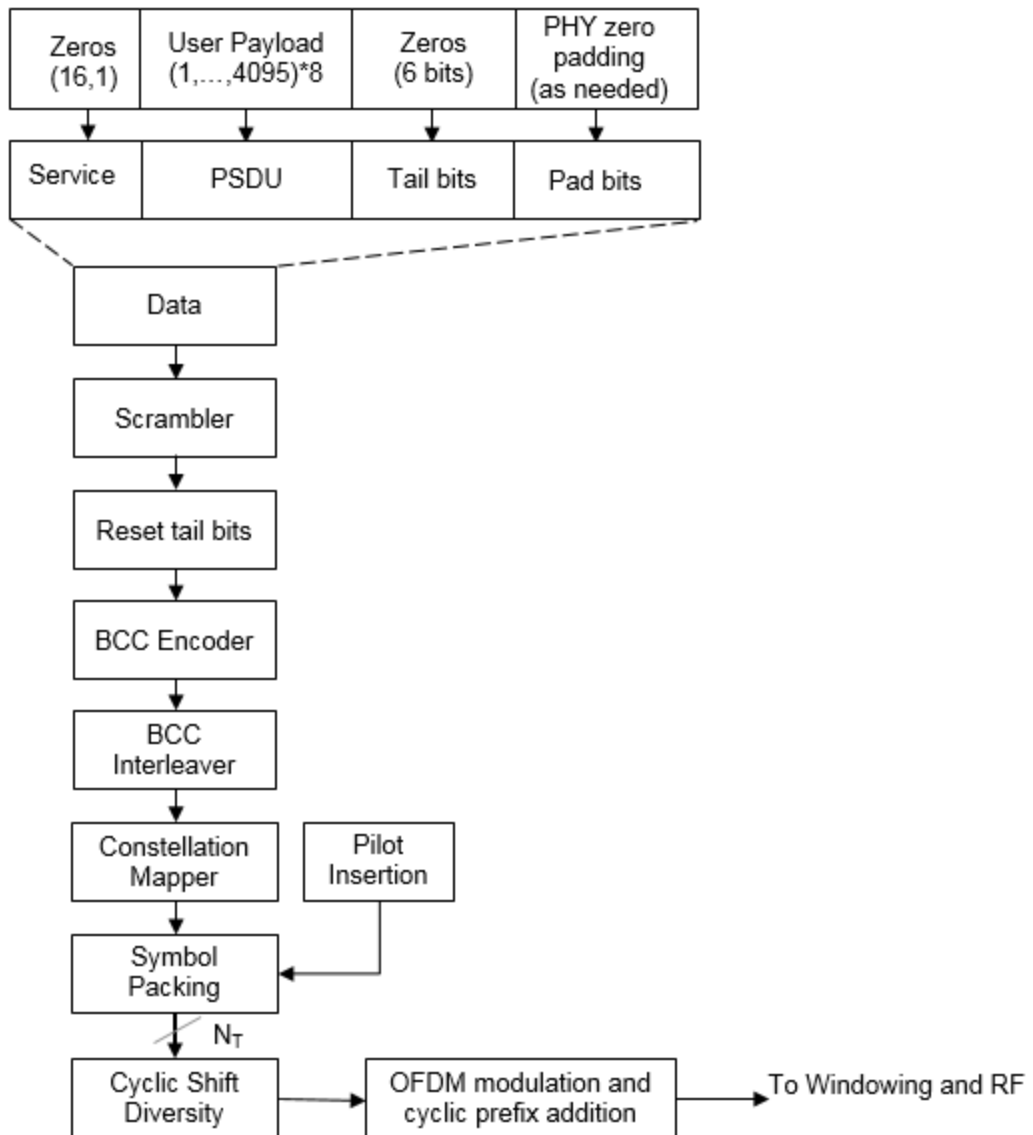 Zeros
(16,1)
User Payload
(1,...,4095)*8
Zeros
(6 bits)
PHY zero
padding
(as needed)
Service
PSDU
Tail bits
Pad bits
Data
Scrambler
Reset tail bits
BCC Encoder
BCC
Interleaver
Constellation
Mapper
Pilot
Insertion
Symbol
Packing
N_T
Cyclic Shift
Diversity
OFDM modulation and
cyclic prefix addition
To Windowing and RF